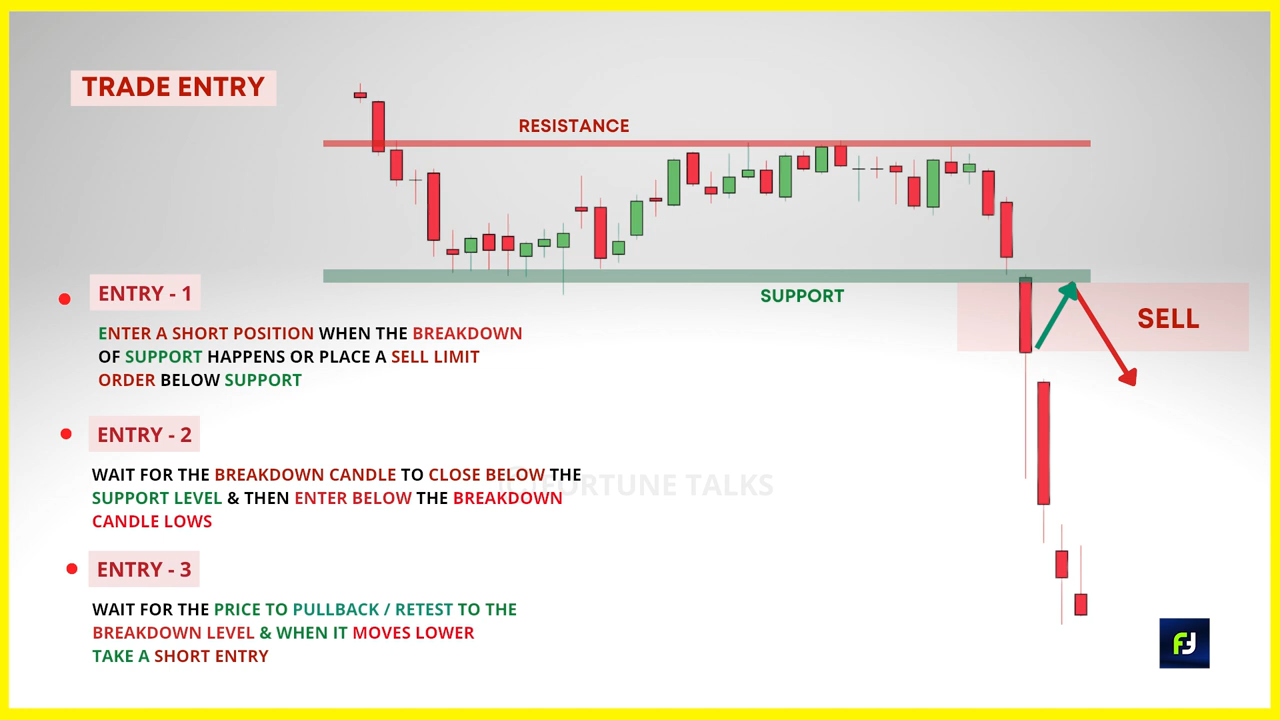 TRADE ENTRY
RESISTANCE
SUPPORT
SELL
ENTRY - 1
ENTER A SHORT POSITION WHEN THE BREAKDOWN
OF SUPPORT HAPPENS OR PLACE A SELL LIMIT
ORDER BELOW SUPPORT
ENTRY - 2
WAIT FOR THE BREAKDOWN CANDLE TO CLOSE BELOW THE
SUPPORT LEVEL & THEN ENTER BELOW THE BREAKDOWN
CANDLE LOWS
FORTUNE TALKS
ENTRY - 3
WAIT FOR THE PRICE TO PULLBACK / RETEST TO THE
BREAKDOWN LEVEL & WHEN IT MOVES LOWER
TAKE A SHORT ENTRY